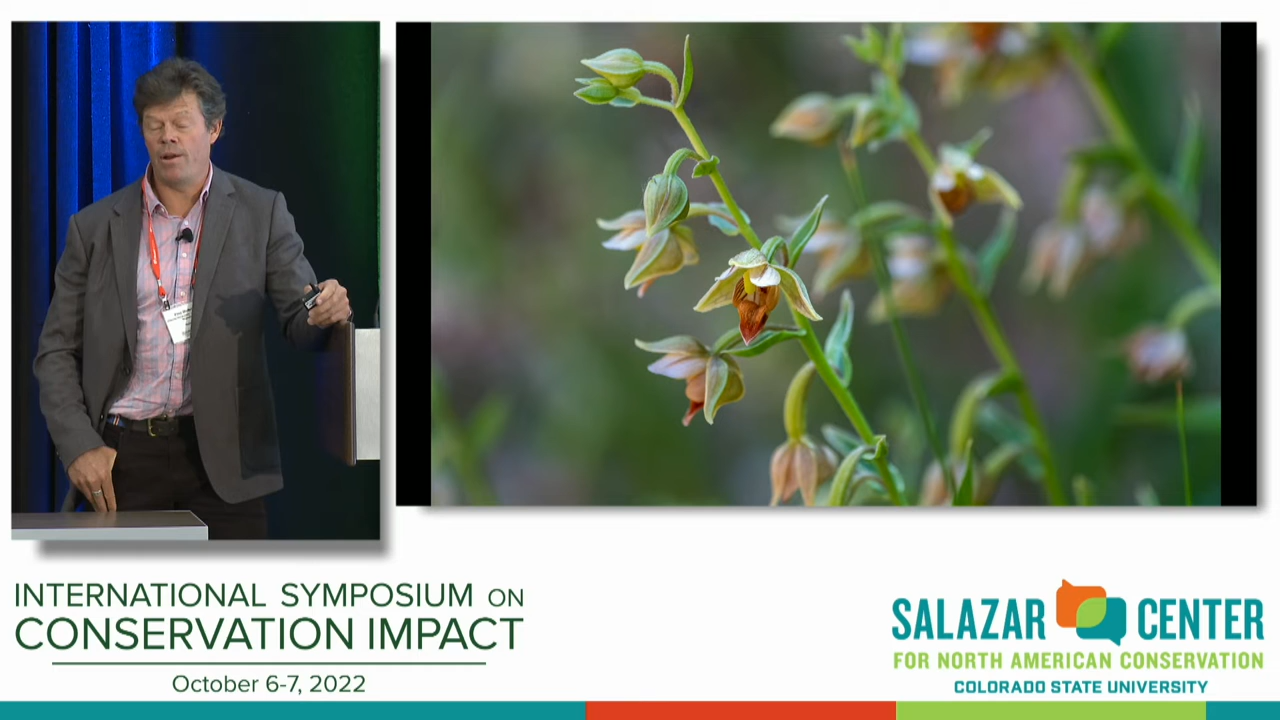 INTERNATIONAL SYMPOSIUM ON
CONSERVATION IMPACT
October 6-7, 2022
SALAZAR CENTER
FOR NORTH AMERICAN CONSERVATION
COLORADO STATE UNIVERSITY